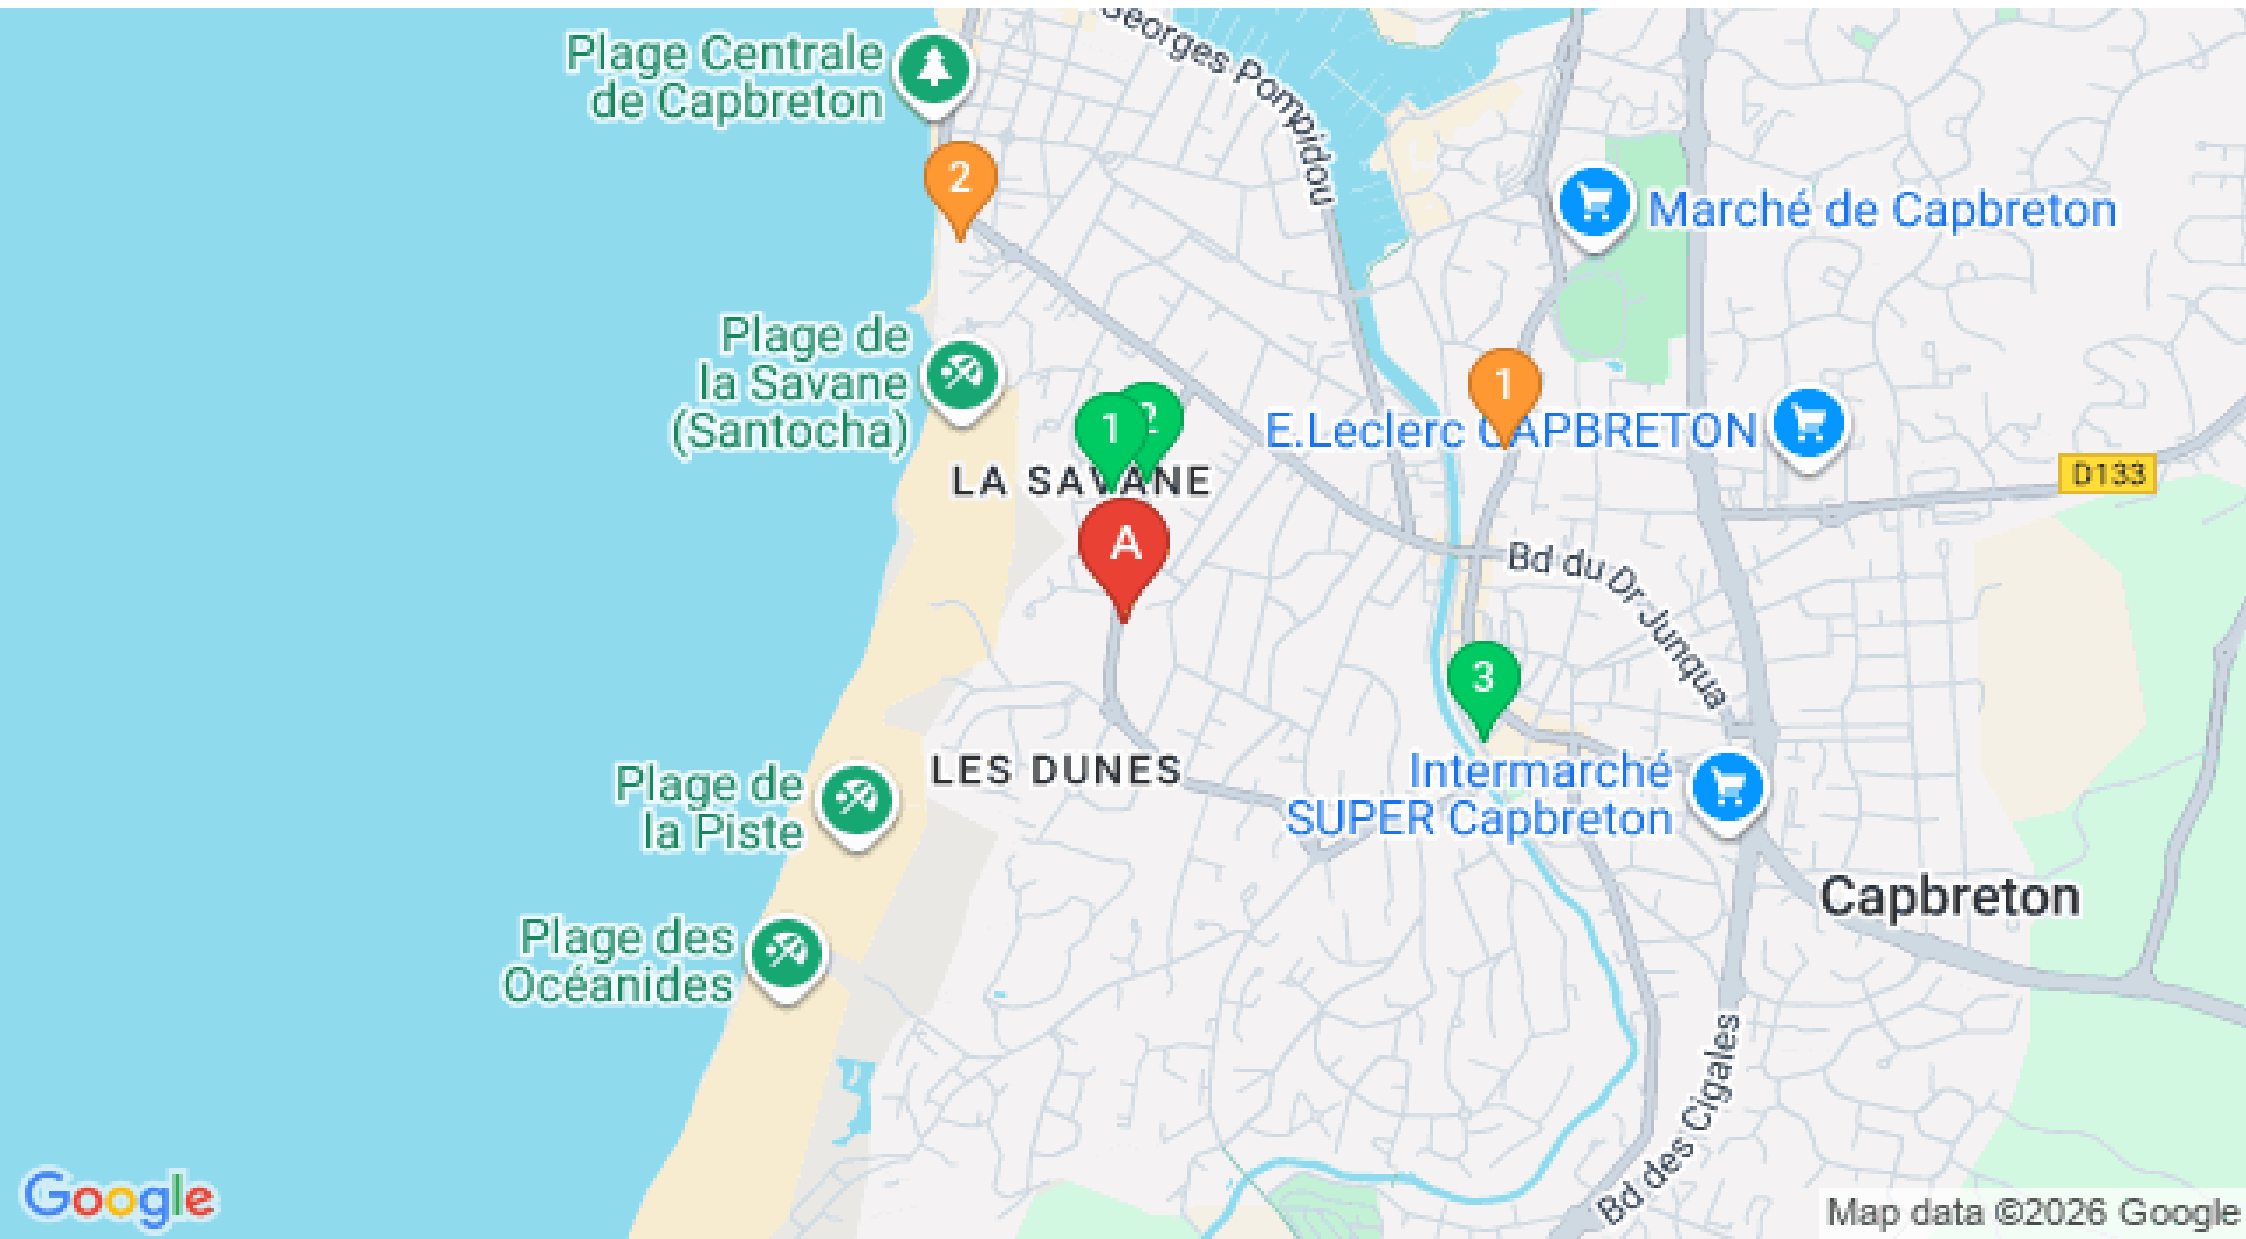 Georges Pompidou
Plage Centrale
de Capbreton
2
Marché de Capbreton
Plage de
la Savane
(Santocha)
1
1
2
E.Leclerc CAPBRETON
D133
LA SAVANE
A
Bd du Dr Junqua
3
Plage de
la Piste
LES DUNES
Intermarché
SUPER Capbreton
Capbreton
Plage des
Océanides
Bd des Cigales
Google
Map data ©2026 Google